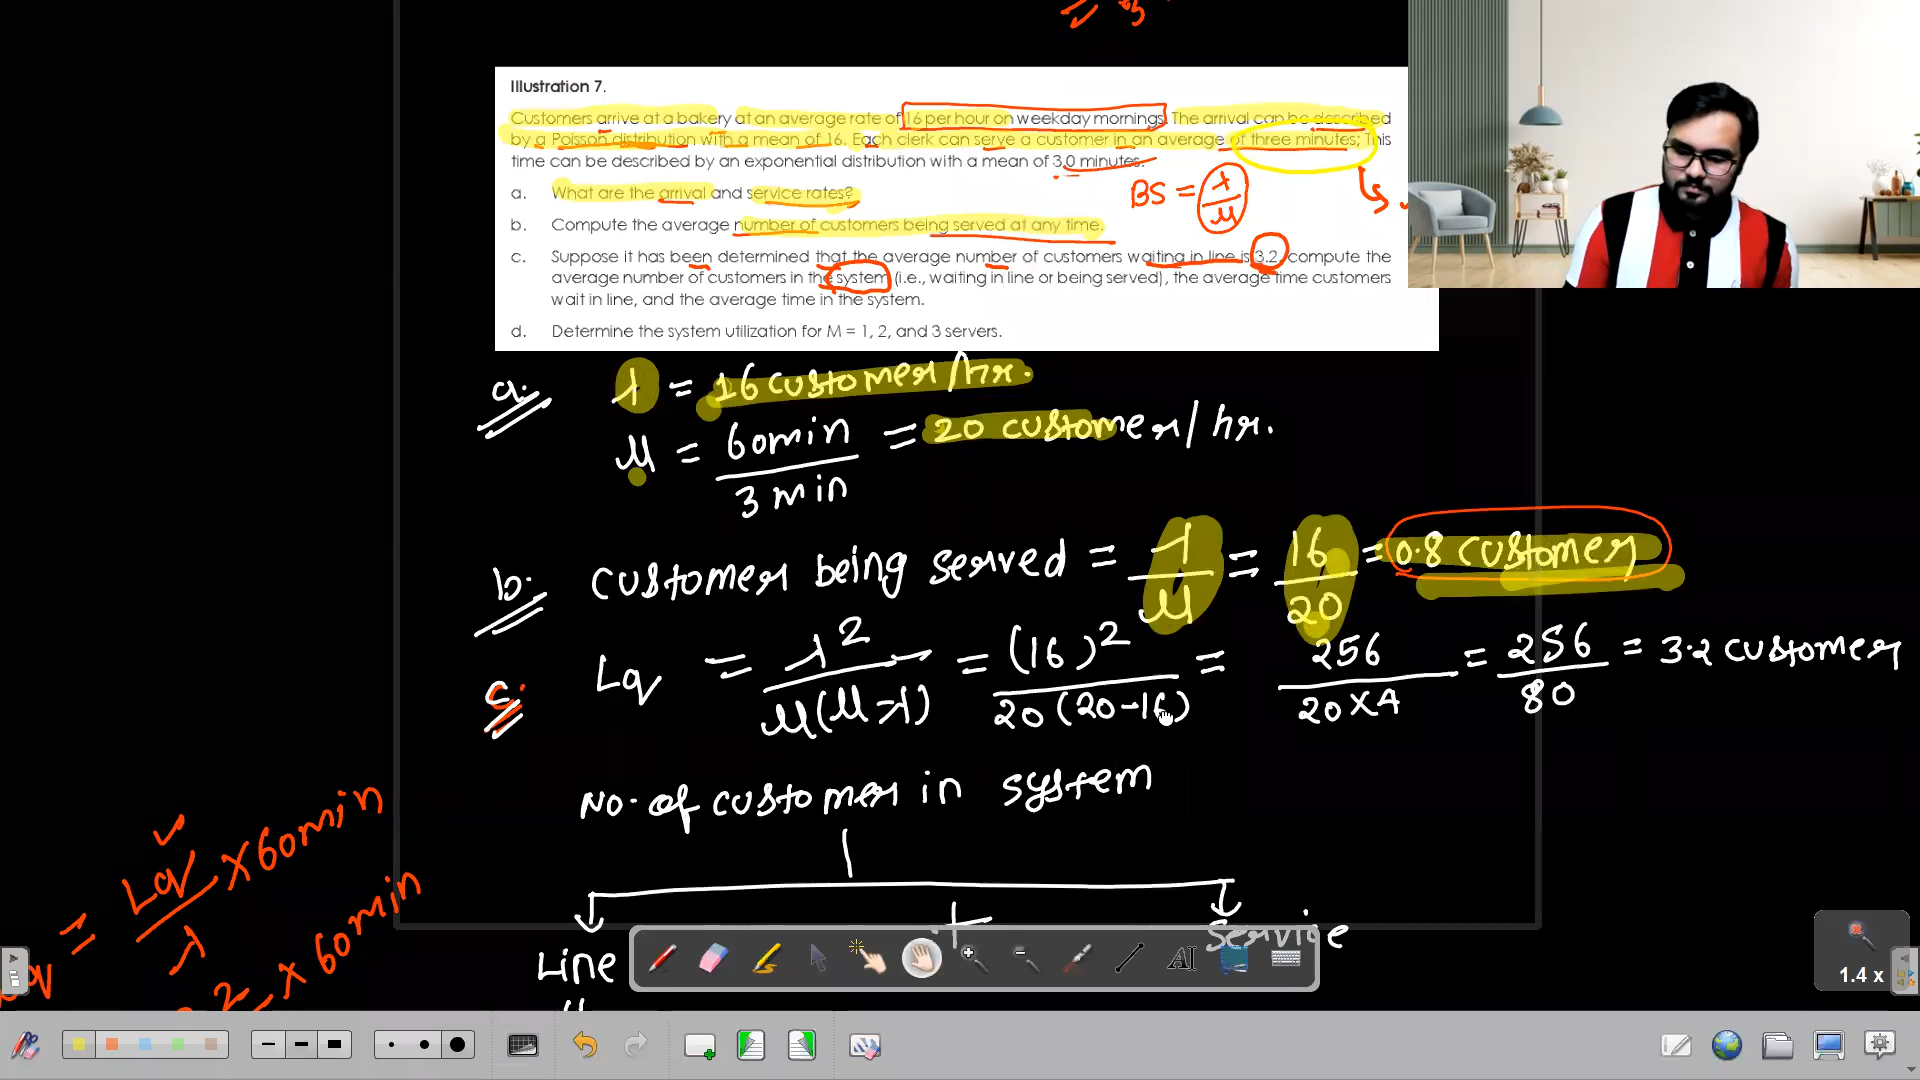 Illustration 7.
Customers arrive at a bakery at an average rate of 16 per hour on weekday mornings. The arrival can be described
by a Poisson distribution with a mean of 16. Each clerk can serve a customer in an average of three minutes; This
time can be described by an exponential distribution with a mean of 3.0 minutes.
a. What are the arrival and service rates?
BS = λ/μ
b. Compute the average number of customers being served at any time.
c. Suppose it has been determined that the average number of customers waiting in line is 3.2, compute the
average number of customers in the system (i.e., waiting in line or being served), the average time customers
wait in line, and the average time in the system.
d. Determine the system utilization for M = 1, 2, and 3 servers.
a. λ = 16 customer/hr.
μ = 60min/3 min = 20 customer/hr.
b. customer being served = λ/μ = 16/20 = 0.8 customer
c. Lq = λ²/μ(μ-λ) = (16)²/20(20-16) = 256/20×4 = 256/80 = 3.2 customer
No. of customer in system
Line + Service
= Lq/λ × 60min
× 60min
1.4 x